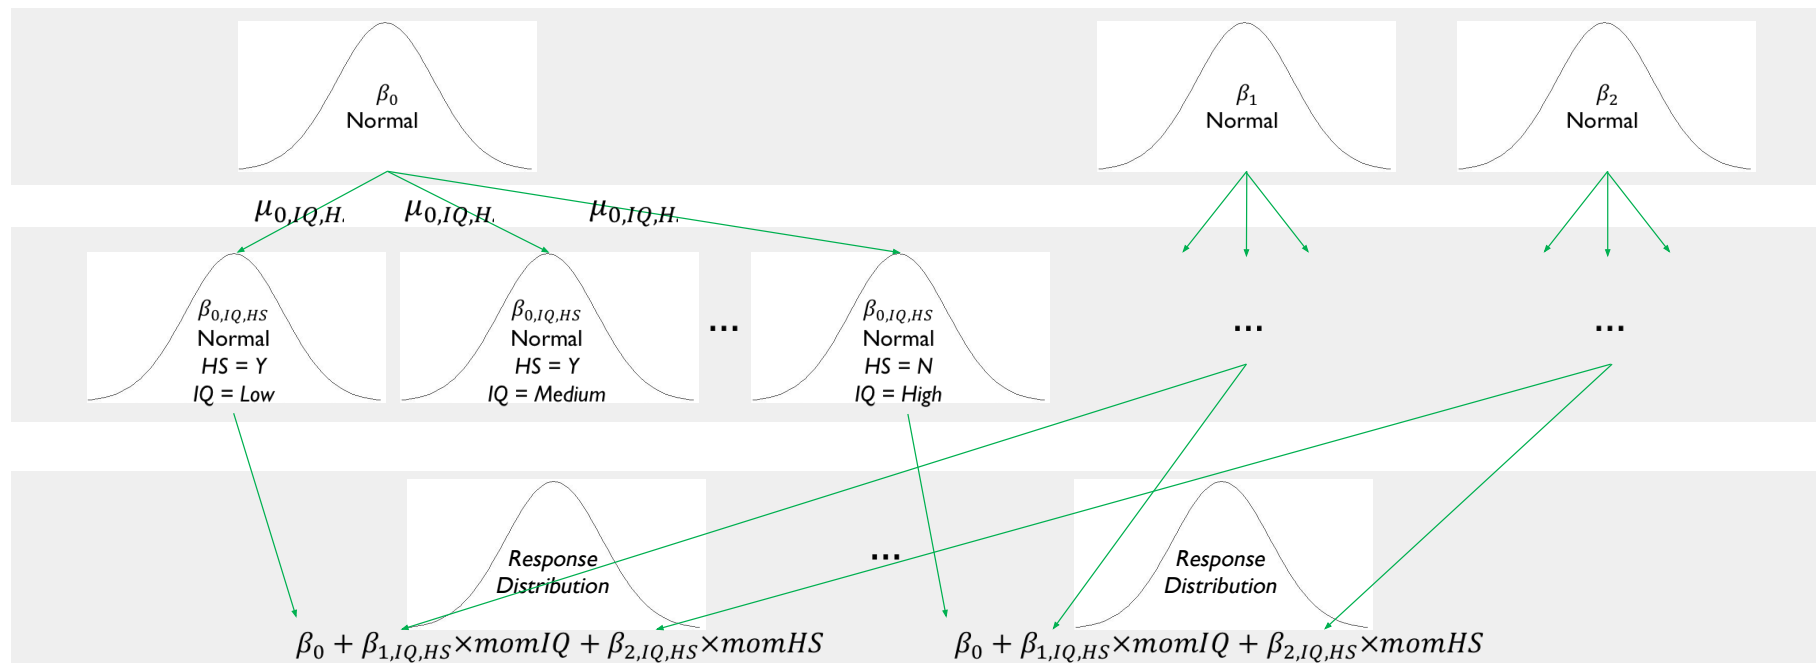 β₀
Normal
β₁
Normal
β₂
Normal
μ₀,IQ,H.
μ₀,IQ,H.
μ₀,IQ,H.
β₀,IQ,HS
Normal
HS = Y
IQ = Low
β₀,IQ,HS
Normal
HS = Y
IQ = Medium
...
β₀,IQ,HS
Normal
HS = N
IQ = High
...
...
Response
Distribution
...
Response
Distribution
β₀ + β₁,IQ,HS×momIQ + β₂,IQ,HS×momHS
β₀ + β₁,IQ,HS×momIQ + β₂,IQ,HS×momHS